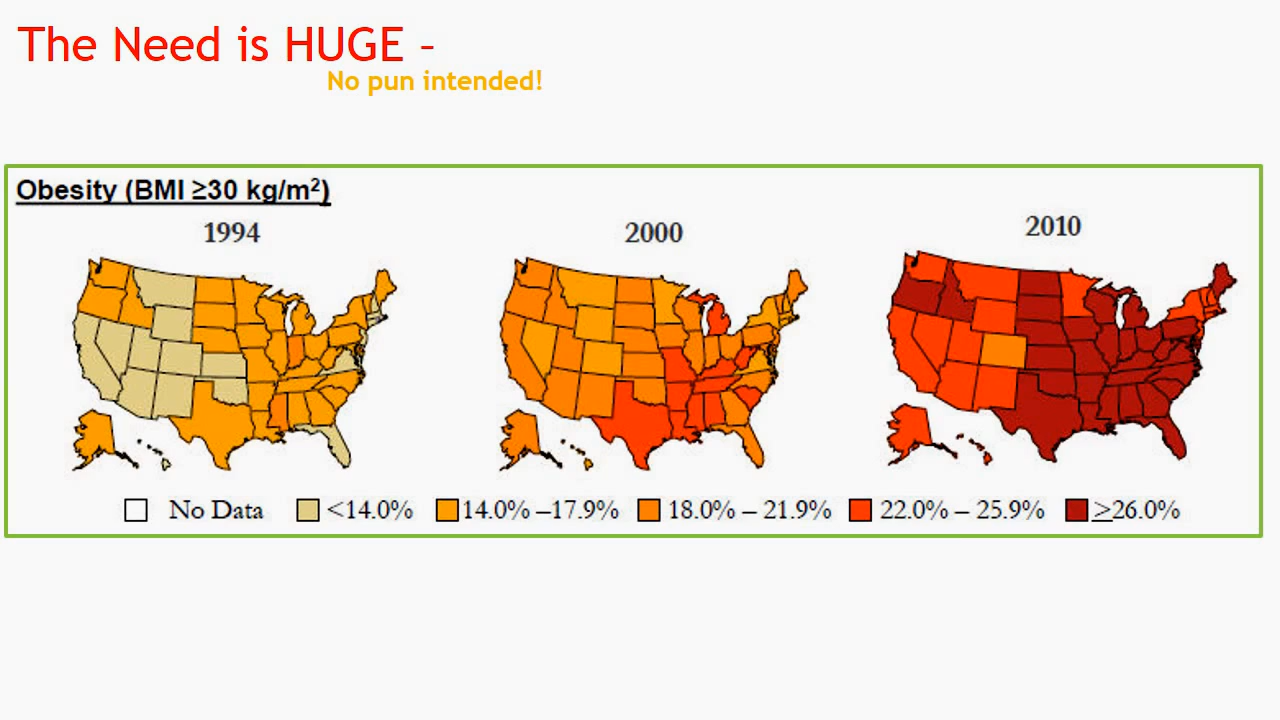 The Need is HUGE –
No pun intended!
Obesity (BMI ≥30 kg/m²)
1994 2000 2010
No Data <14.0% 14.0% –17.9% 18.0% – 21.9% 22.0% – 25.9% ≥26.0%